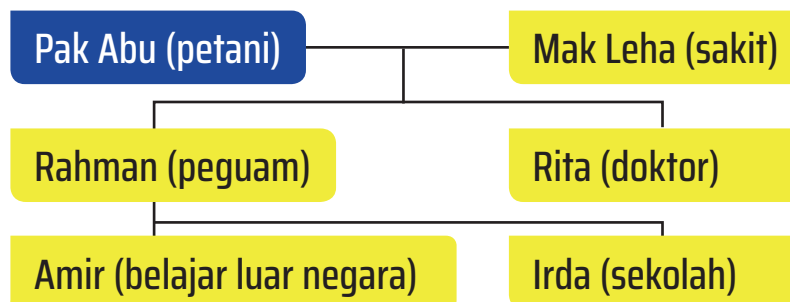 Pak Abu (petani)
Mak Leha (sakit)
Rahman (peguam)
Rita (doktor)
Amir (belajar luar negara)
Irda (sekolah)